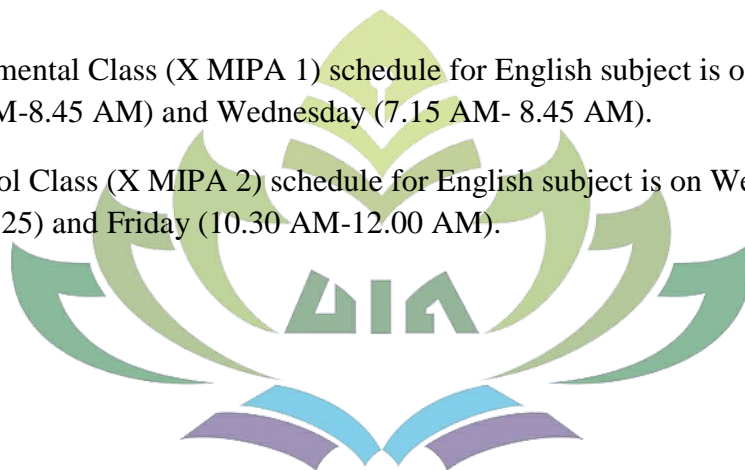 mental Class (X MIPA 1) schedule for English subject is o
M-8.45 AM) and Wednesday (7.15 AM- 8.45 AM).
ol Class (X MIPA 2) schedule for English subject is on We
25) and Friday (10.30 AM-12.00 AM).
UIN